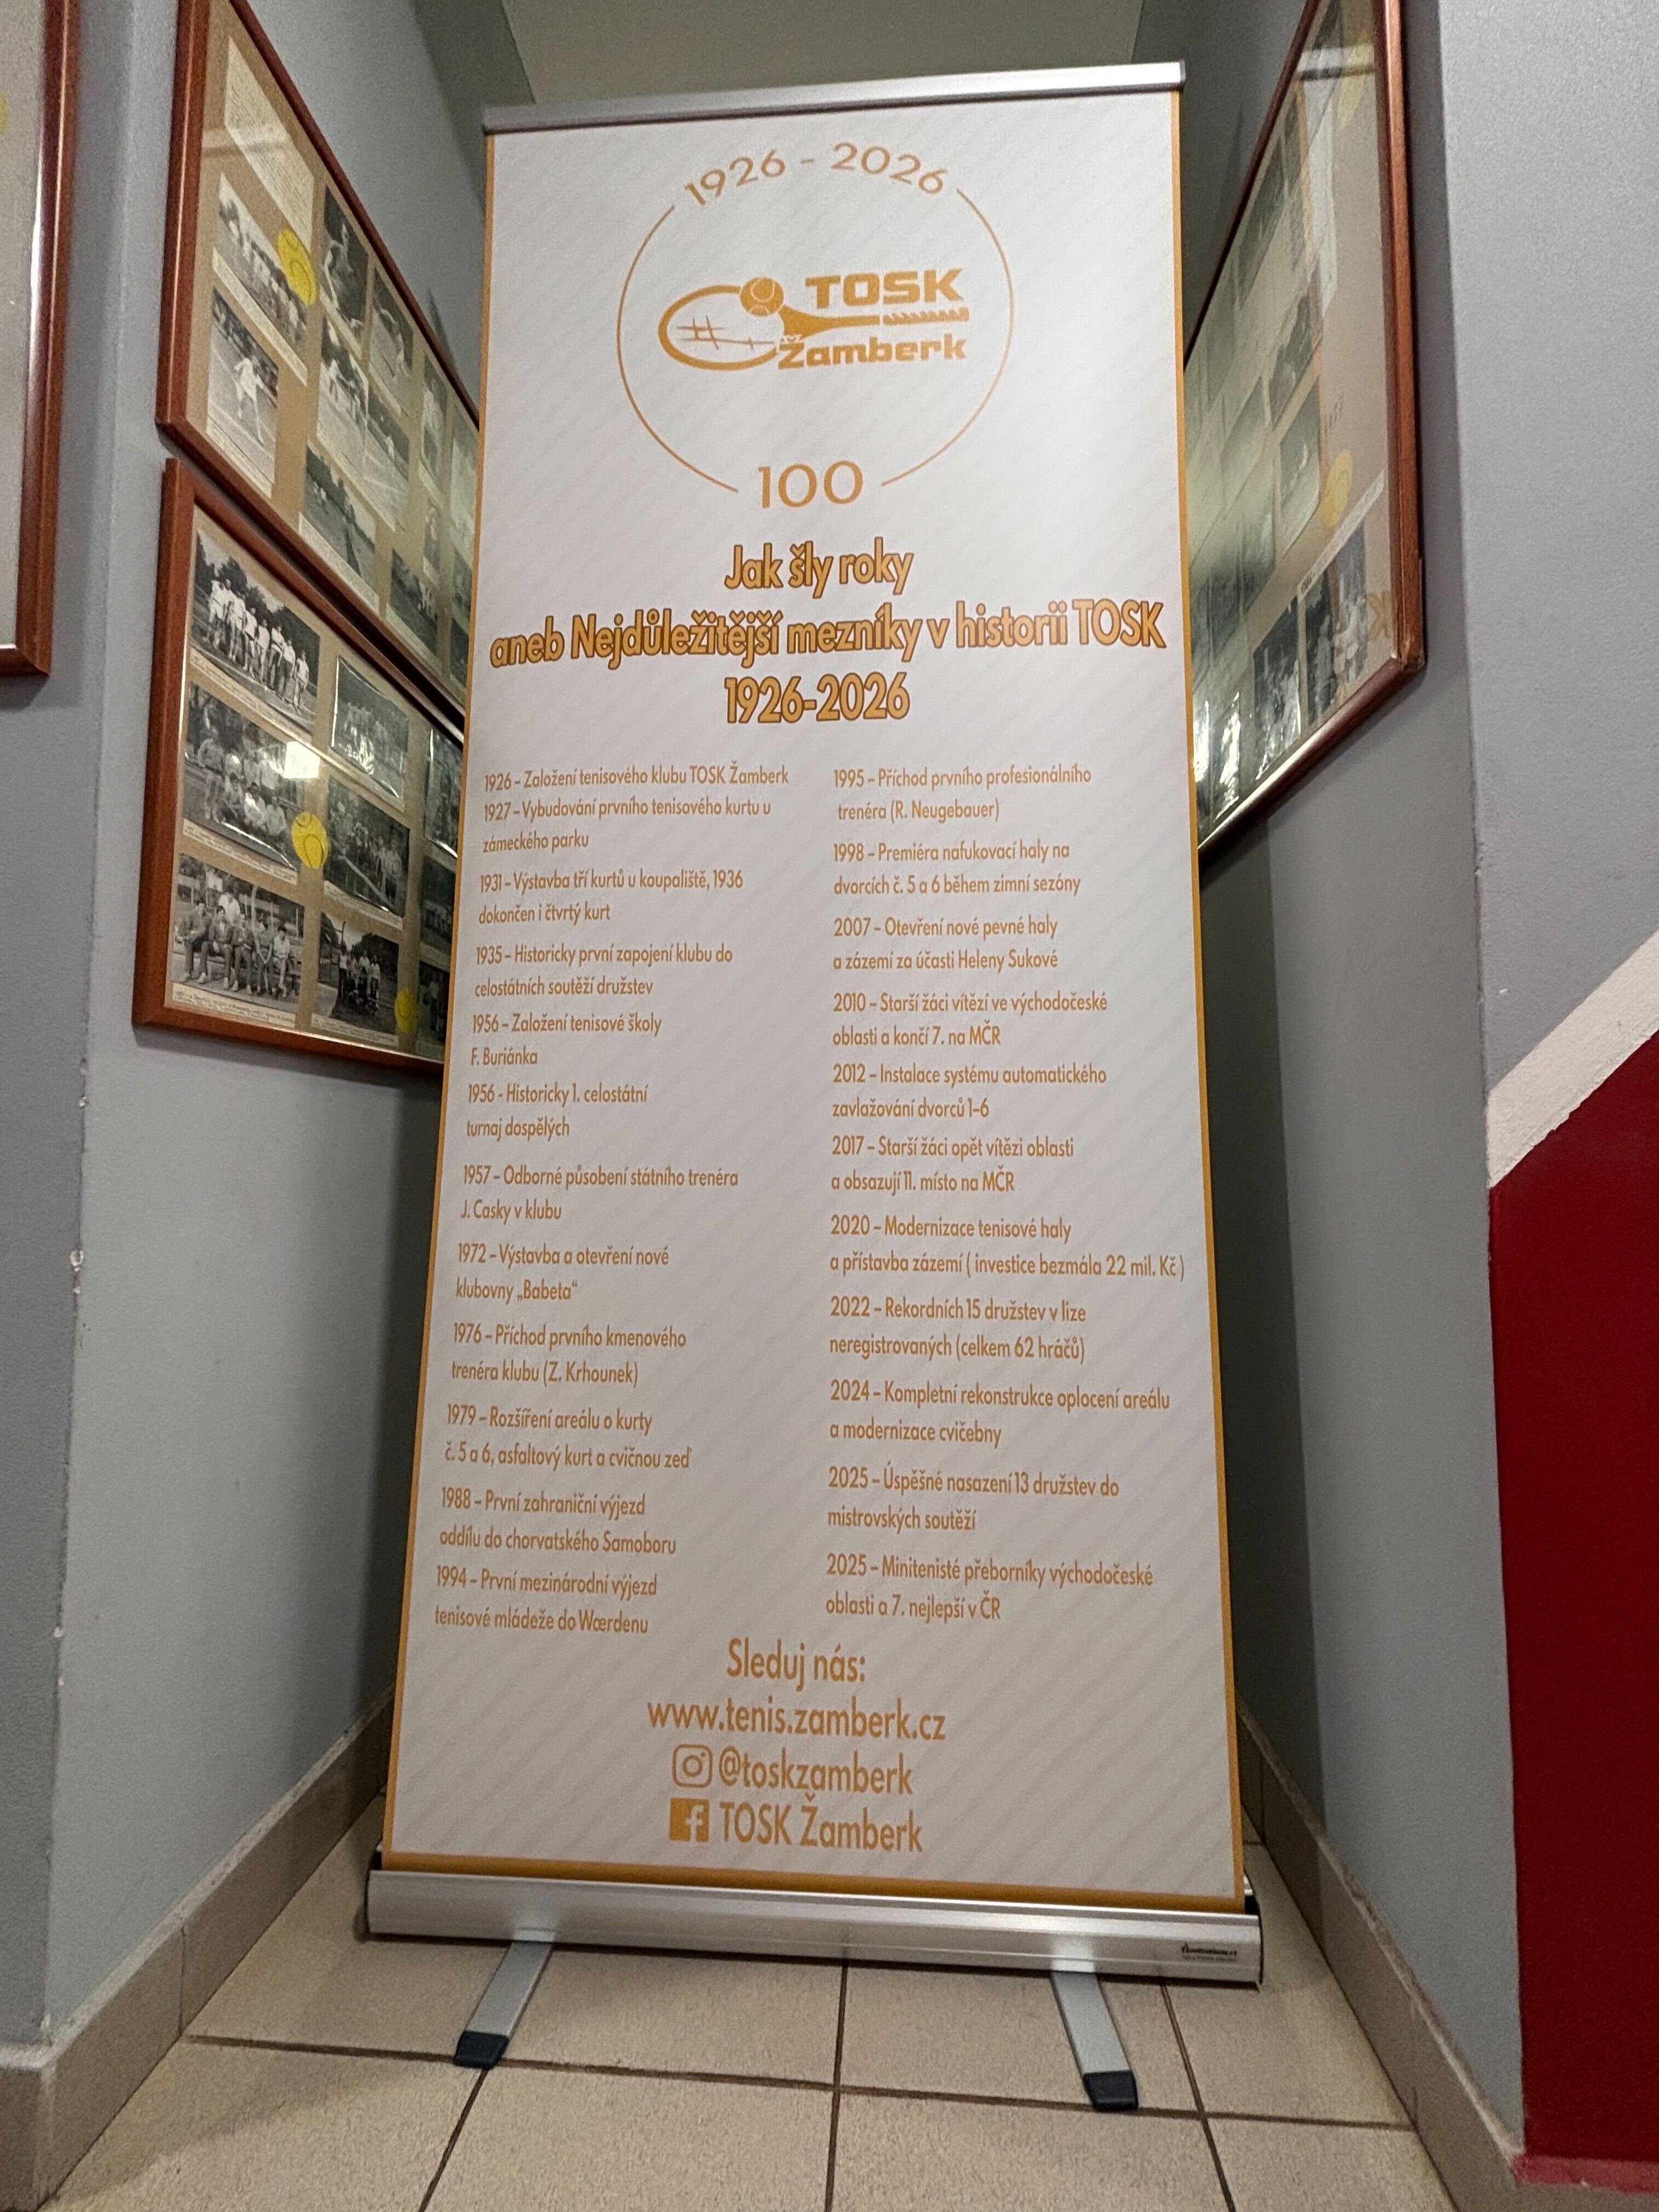 1926 - 2026
TOSK
Žamberk
100
Jak šly roky
aneb Nejdůležitější mezníky v historii TOSK
1926-2026
1926 – Založení tenisového klubu TOSK Žamberk
1927 – Vybudování prvního tenisového kurtu u
zámeckého parku
1931 – Výstavba tří kurtů u koupaliště, 1936
dokončen i čtvrtý kurt
1935 – Historicky první zapojení klubu do
celostátních soutěží družstev
1956 – Založení tenisové školy
F. Buriánka
1956 - Historicky 1. celostátní
turnaj dospělých
1957 – Odborné působení státního trenéra
J. Casky v klubu
1972 – Výstavba a otevření nové
klubovny „Babeta“
1976 – Příchod prvního kmenového
trenéra klubu (Z. Krhounek)
1979 – Rozšíření areálu o kurty
č. 5 a 6, asfaltový kurt a cvičnou zeď
1988 – První zahraniční výjezd
oddílu do chorvatského Samoboru
1994 – První mezinárodní výjezd
tenisové mládeže do Wœrdenu
1995 – Příchod prvního profesionálního
trenéra (R. Neugebauer)
1998 – Premiéra nafukovací haly na
dvorcích č. 5 a 6 během zimní sezóny
2007 – Otevření nové pevné haly
a zázemí za účasti Heleny Sukové
2010 – Starší žáci vítězí ve východočeské
oblasti a končí 7. na MČR
2012 – Instalace systému automatického
zavlažování dvorců 1–6
2017 – Starší žáci opět vítězi oblasti
a obsazují 11. místo na MČR
2020 – Modernizace tenisové haly
a přístavba zázemí ( investice bezmála 22 mil. Kč )
2022 – Rekordních 15 družstev v lize
neregistrovaných (celkem 62 hráčů)
2024 – Kompletní rekonstrukce oplocení areálu
a modernizace cvičebny
2025 – Úspěšné nasazení 13 družstev do
mistrovských soutěží
2025 – Minitenisté přeborníky východočeské
oblasti a 7. nejlepší v ČR
Sleduj nás:
www.tenis.zamberk.cz
@toskzamberk
TOSK Žamberk